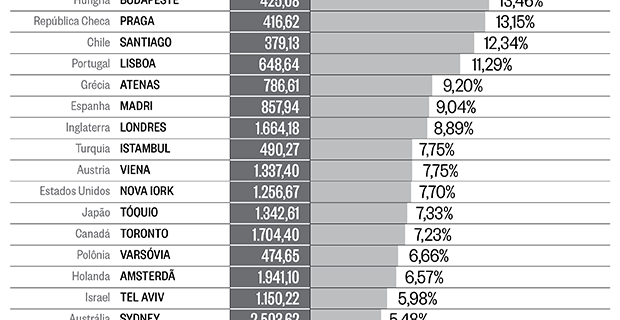 Hungria BUDAPESTE 425,08 13,46%
República Checa PRAGA 416,62 13,15%
Chile SANTIAGO 379,13 12,34%
Portugal LISBOA 648,64 11,29%
Grécia ATENAS 786,61 9,20%
Espanha MADRI 857,94 9,04%
Inglaterra LONDRES 1.664,18 8,89%
Turquia ISTAMBUL 490,27 7,75%
Austria VIENA 1.337,40 7,75%
Estados Unidos NOVA IORK 1.256,67 7,70%
Japão TÓQUIO 1.342,61 7,33%
Canadá TORONTO 1.704,40 7,23%
Polônia VARSÓVIA 474,65 6,66%
Holanda AMSTERDÃ 1.941,10 6,57%
Israel TEL AVIV 1.150,22 5,98%
Austrália SYDNEY 2.503,62 5,48%